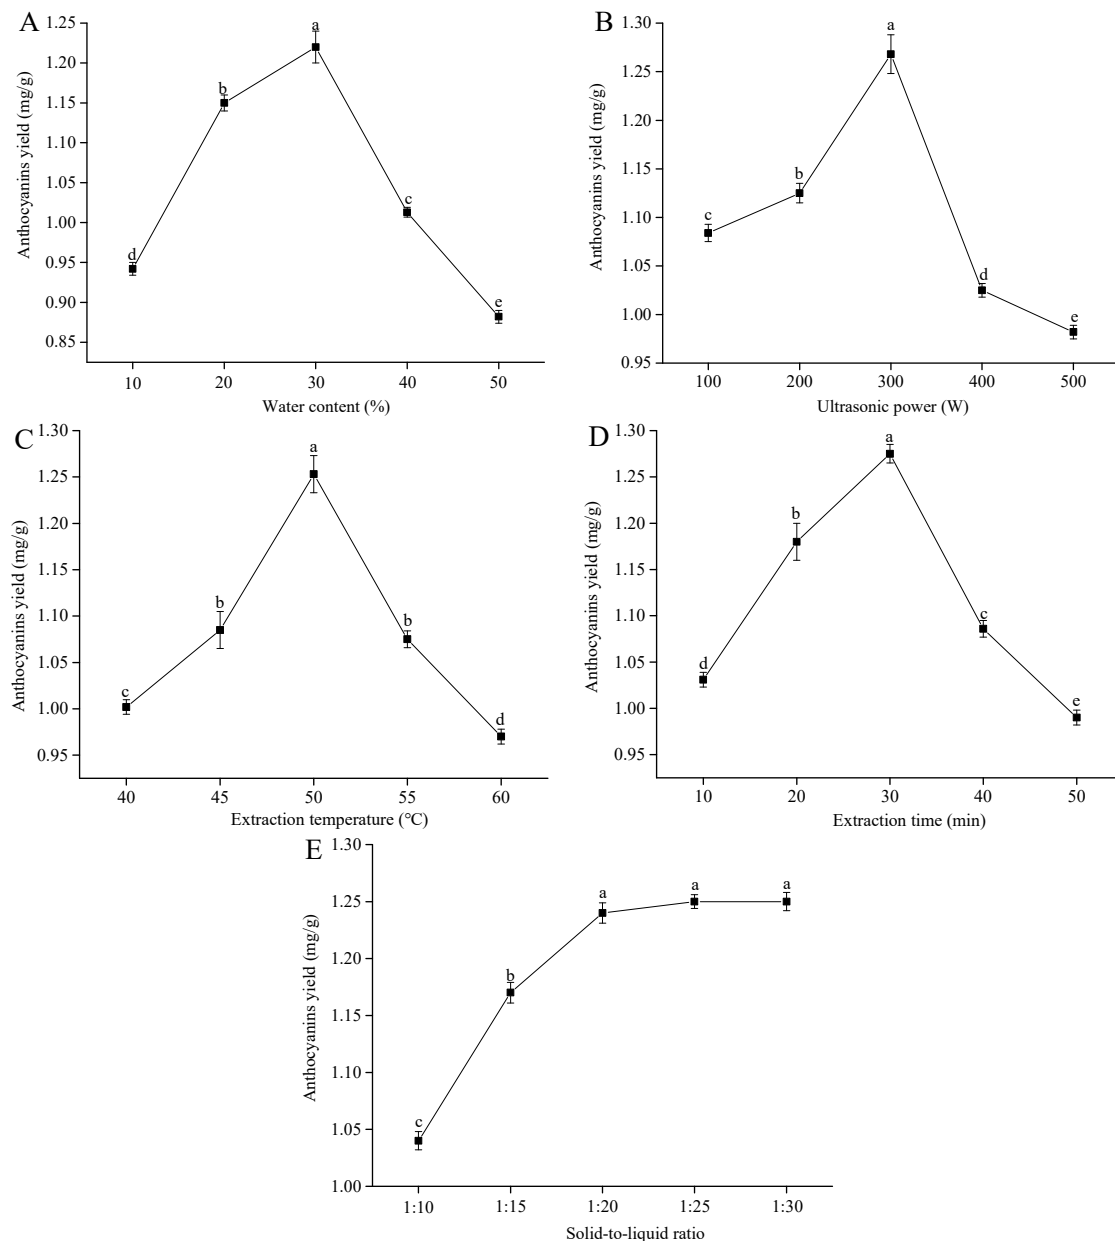 A
Anthocyanins yield (mg/g)
1.25
1.20
1.15
1.10
1.05
1.00
0.95
0.90
0.85
d
b
a
c
e
10 20 30 40 50
Water content (%)
B
Anthocyanins yield (mg/g)
1.30
1.25
1.20
1.15
1.10
1.05
1.00
0.95
c
b
a
d
e
100 200 300 400 500
Ultrasonic power (W)
C
Anthocyanins yield (mg/g)
1.30
1.25
1.20
1.15
1.10
1.05
1.00
0.95
c
b
a
b
d
40 45 50 55 60
Extraction temperature (℃)
D
Anthocyanins yield (mg/g)
1.30
1.25
1.20
1.15
1.10
1.05
1.00
0.95
d
b
a
c
e
10 20 30 40 50
Extraction time (min)
E
Anthocyanins yield (mg/g)
1.30
1.25
1.20
1.15
1.10
1.05
1.00
c
b
a
a
a
1:10 1:15 1:20 1:25 1:30
Solid-to-liquid ratio